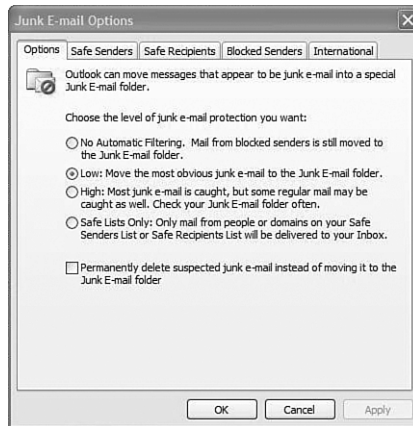 Junk E-mail Options
Options Safe Senders Safe Recipients Blocked Senders International
Outlook can move messages that appear to be junk e-mail into a special
Junk E-mail folder.
Choose the level of junk e-mail protection you want:
No Automatic Filtering. Mail from blocked senders is still moved to
the Junk E-mail folder.
Low: Move the most obvious junk e-mail to the Junk E-mail folder.
High: Most junk e-mail is caught, but some regular mail may be
caught as well. Check your Junk E-mail folder often.
Safe Lists Only: Only mail from people or domains on your Safe
Senders List or Safe Recipients List will be delivered to your Inbox.
Permanently delete suspected junk e-mail instead of moving it to the
Junk E-mail folder
OK Cancel Apply